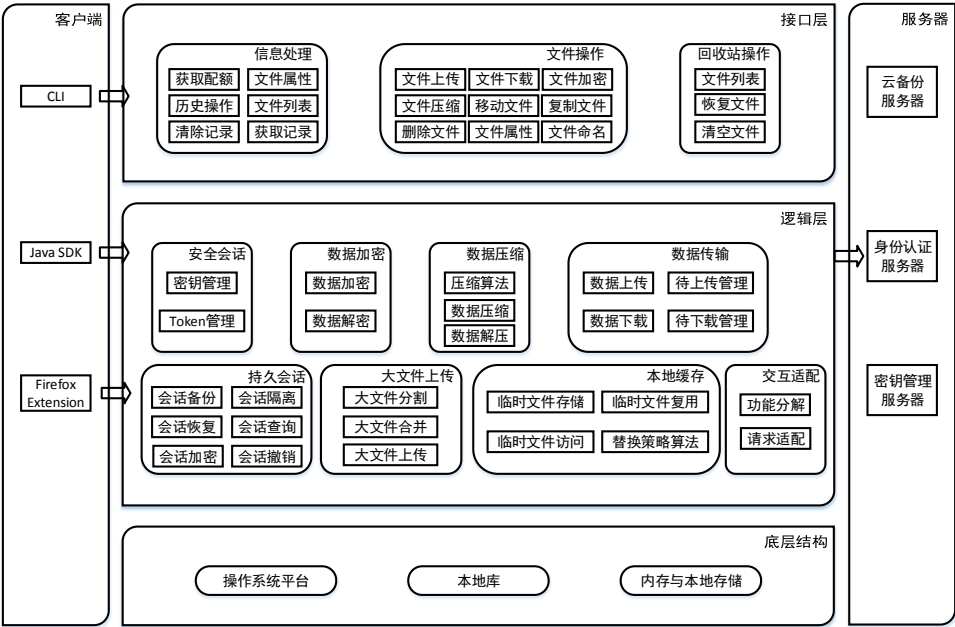 客户端
CLI
Java SDK
Firefox
Extension
接口层
信息处理
获取配额
文件属性
历史操作
文件列表
清除记录
获取记录
文件操作
文件上传
文件下载
文件加密
文件压缩
移动文件
复制文件
删除文件
文件属性
文件命名
回收站操作
文件列表
恢复文件
清空文件
逻辑层
安全会话
密钥管理
Token管理
数据加密
数据加密
数据解密
数据压缩
压缩算法
数据压缩
数据解压
数据传输
数据上传
待上传管理
数据下载
待下载管理
持久会话
会话备份
会话隔离
会话恢复
会话查询
会话加密
会话撤销
大文件上传
大文件分割
大文件合并
大文件上传
本地缓存
临时文件存储
临时文件复用
临时文件访问
替换策略算法
交互适配
功能分解
请求适配
底层结构
操作系统平台
本地库
内存与本地存储
服务器
云备份
服务器
身份认证
服务器
密钥管理
服务器